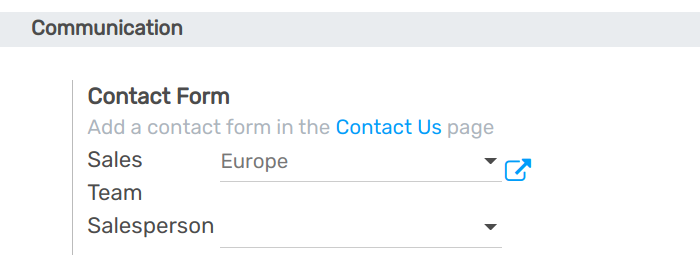 Communication
Contact Form
Add a contact form in the Contact Us page
Sales Europe
Team
Salesperson